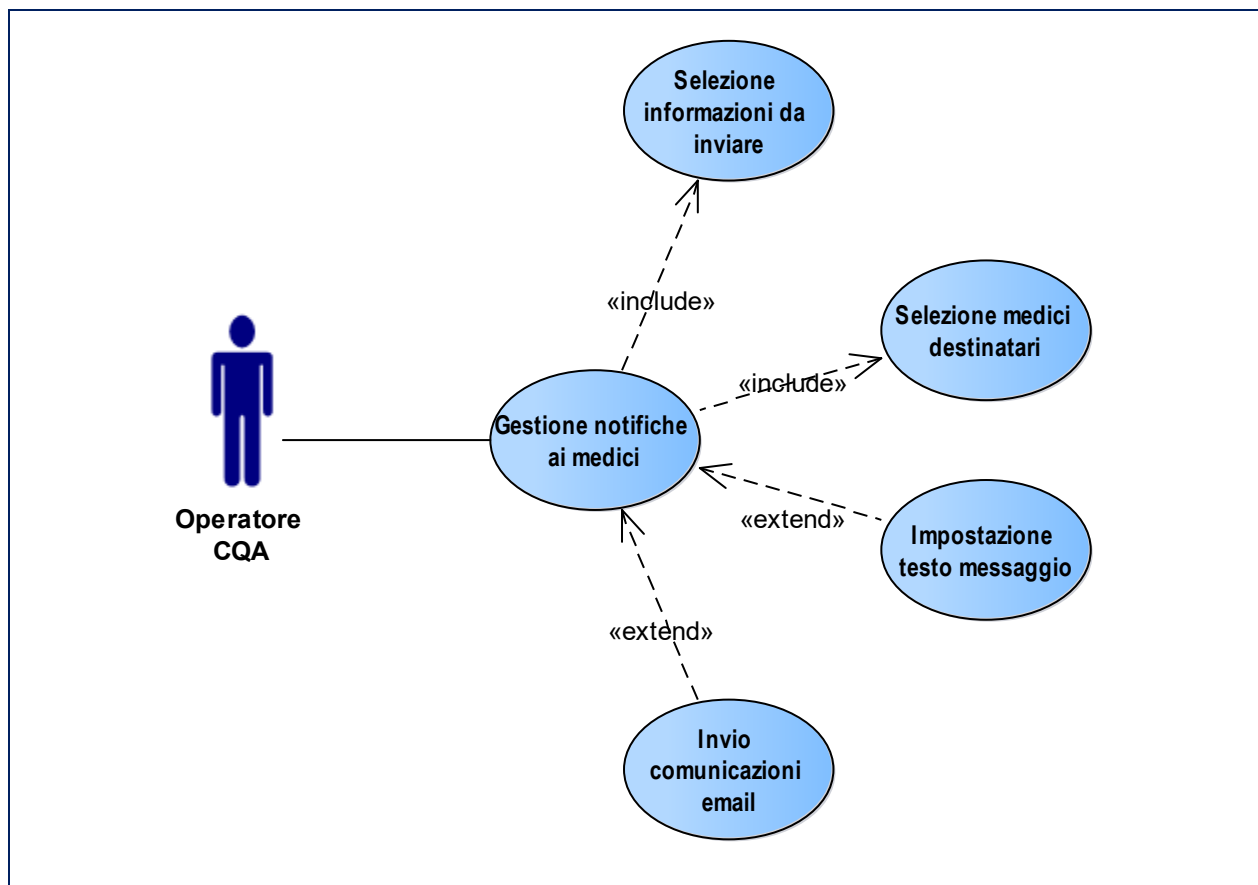 Selezione
informazioni da
inviare
«include»
Selezione medici
destinatari
«include»
Gestione notifiche
ai medici
Operatore
CQA
«extend»
Impostazione
testo messaggio
«extend»
Invio
comunicazioni
email